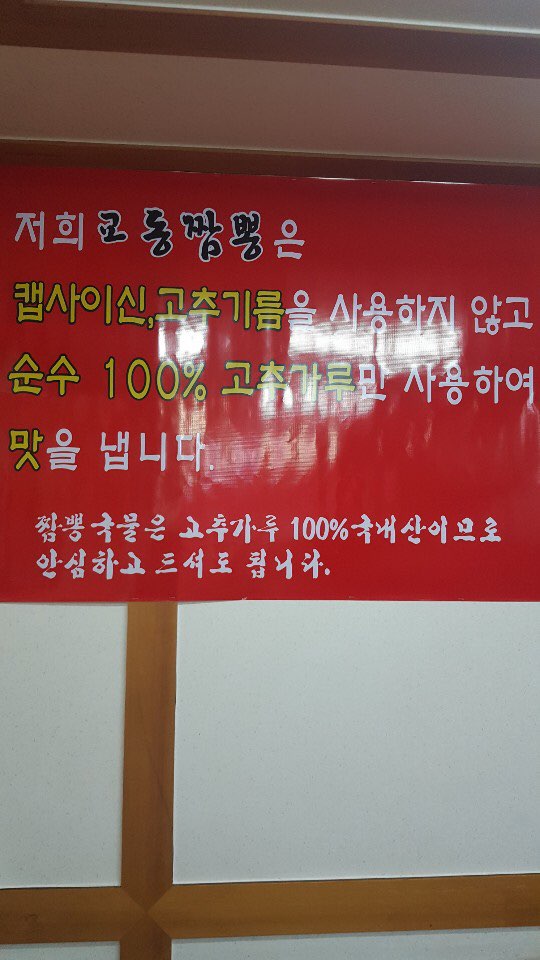 저희 교동짬뽕은
캡사이신,고추기름을 사용하지 않고
순수 100% 고추가루만 사용하여
맛을 냅니다.
짬뽕국물은 고추가루 100%국내산이므로
안심하고 드셔도 됩니다.